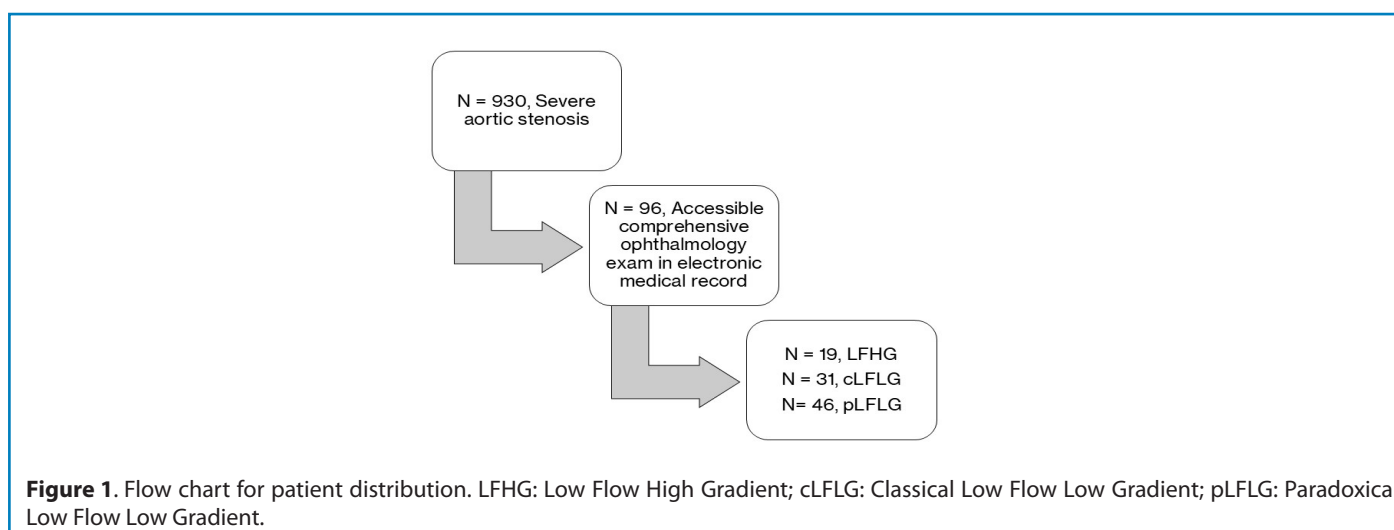 N = 930, Severe
aortic stenosis
N = 96, Accessible
comprehensive
ophthalmology
exam in electronic
medical record
N = 19, LFHG
N = 31, cLFLG
N= 46, pLFLG
Figure 1. Flow chart for patient distribution. LFHG: Low Flow High Gradient; cLFLG: Classical Low Flow Low Gradient; pLFLG: Paradoxica
Low Flow Low Gradient.